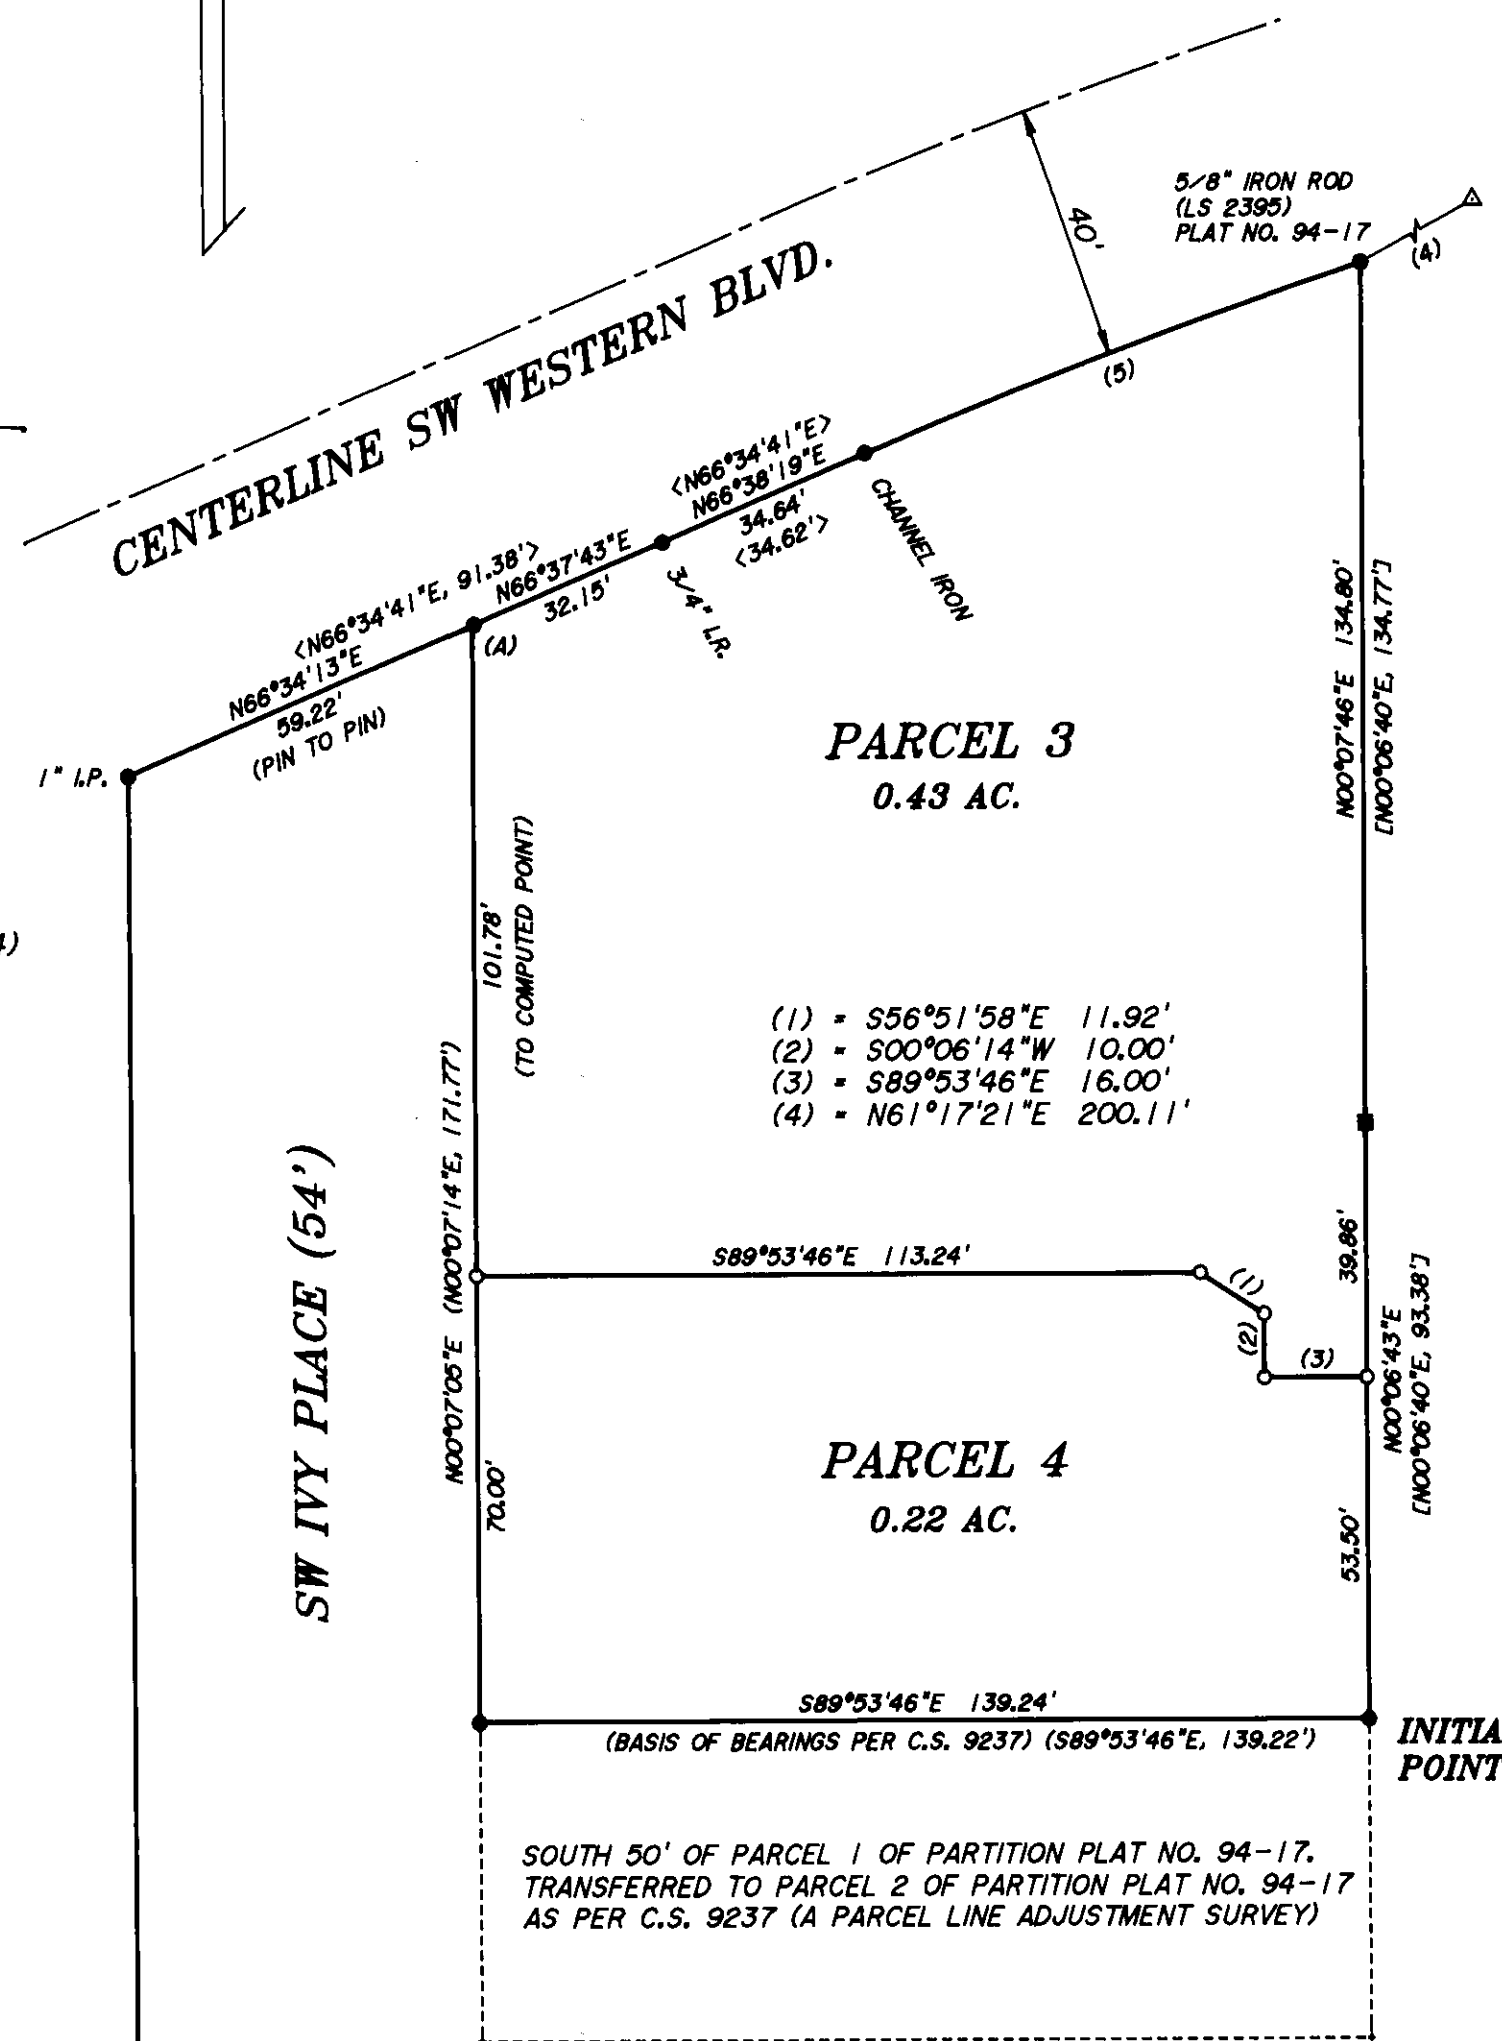 5/8" IRON ROD
(LS 2395)
PLAT NO. 94-17
(4)
40'
CENTERLINE SW WESTERN BLVD.
(5)
<N66°34'41"E>
N66°38'19"E
34.64'
<34.62'>
CHANNEL IRON
<N66°34'41"E, 91.38'>
N66°37'43"E
32.15'
3/4" I.R.
(A)
N66°34'13"E
59.22'
(PIN TO PIN)
1" I.P.
N00°07'46"E 134.80'
[N00°06'40"E, 134.77']
PARCEL 3
0.43 AC.
101.78'
(TO COMPUTED POINT)
4)
(1) = S56°51'58"E 11.92'
(2) = S00°06'14"W 10.00'
(3) = S89°53'46"E 16.00'
(4) = N61°17'21"E 200.11'
N00°07'05"E (N00°07'14"E, 171.77')
SW IVY PLACE (54')
S89°53'46"E 113.24'
(1)
(2)
(3)
39.86'
N00°06'43"E
[N00°06'40"E, 93.38']
PARCEL 4
0.22 AC.
70.00'
53.50'
S89°53'46"E 139.24'
(BASIS OF BEARINGS PER C.S. 9237) (S89°53'46"E, 139.22')
INITIA
POINT
SOUTH 50' OF PARCEL 1 OF PARTITION PLAT NO. 94-17.
TRANSFERRED TO PARCEL 2 OF PARTITION PLAT NO. 94-17
AS PER C.S. 9237 (A PARCEL LINE ADJUSTMENT SURVEY)